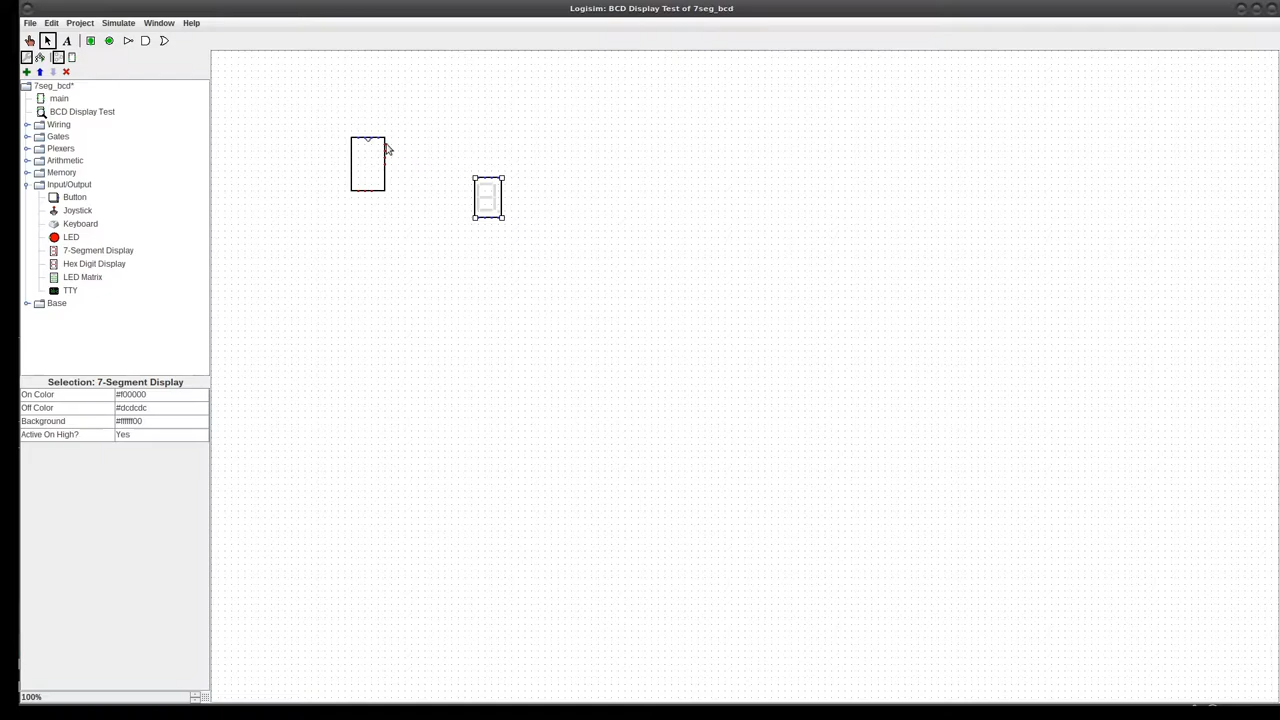 Logisim: BCD Display Test of 7seg_bcd
File Edit Project Simulate Window Help
A
7seg_bcd*
main
BCD Display Test
Wiring
Gates
Plexers
Arithmetic
Memory
Input/Output
Button
Joystick
Keyboard
LED
7-Segment Display
Hex Digit Display
LED Matrix
TTY
Base
Selection: 7-Segment Display
On Color #f00000
Off Color #dcdcdc
Background #ffffff00
Active On High? Yes
100%